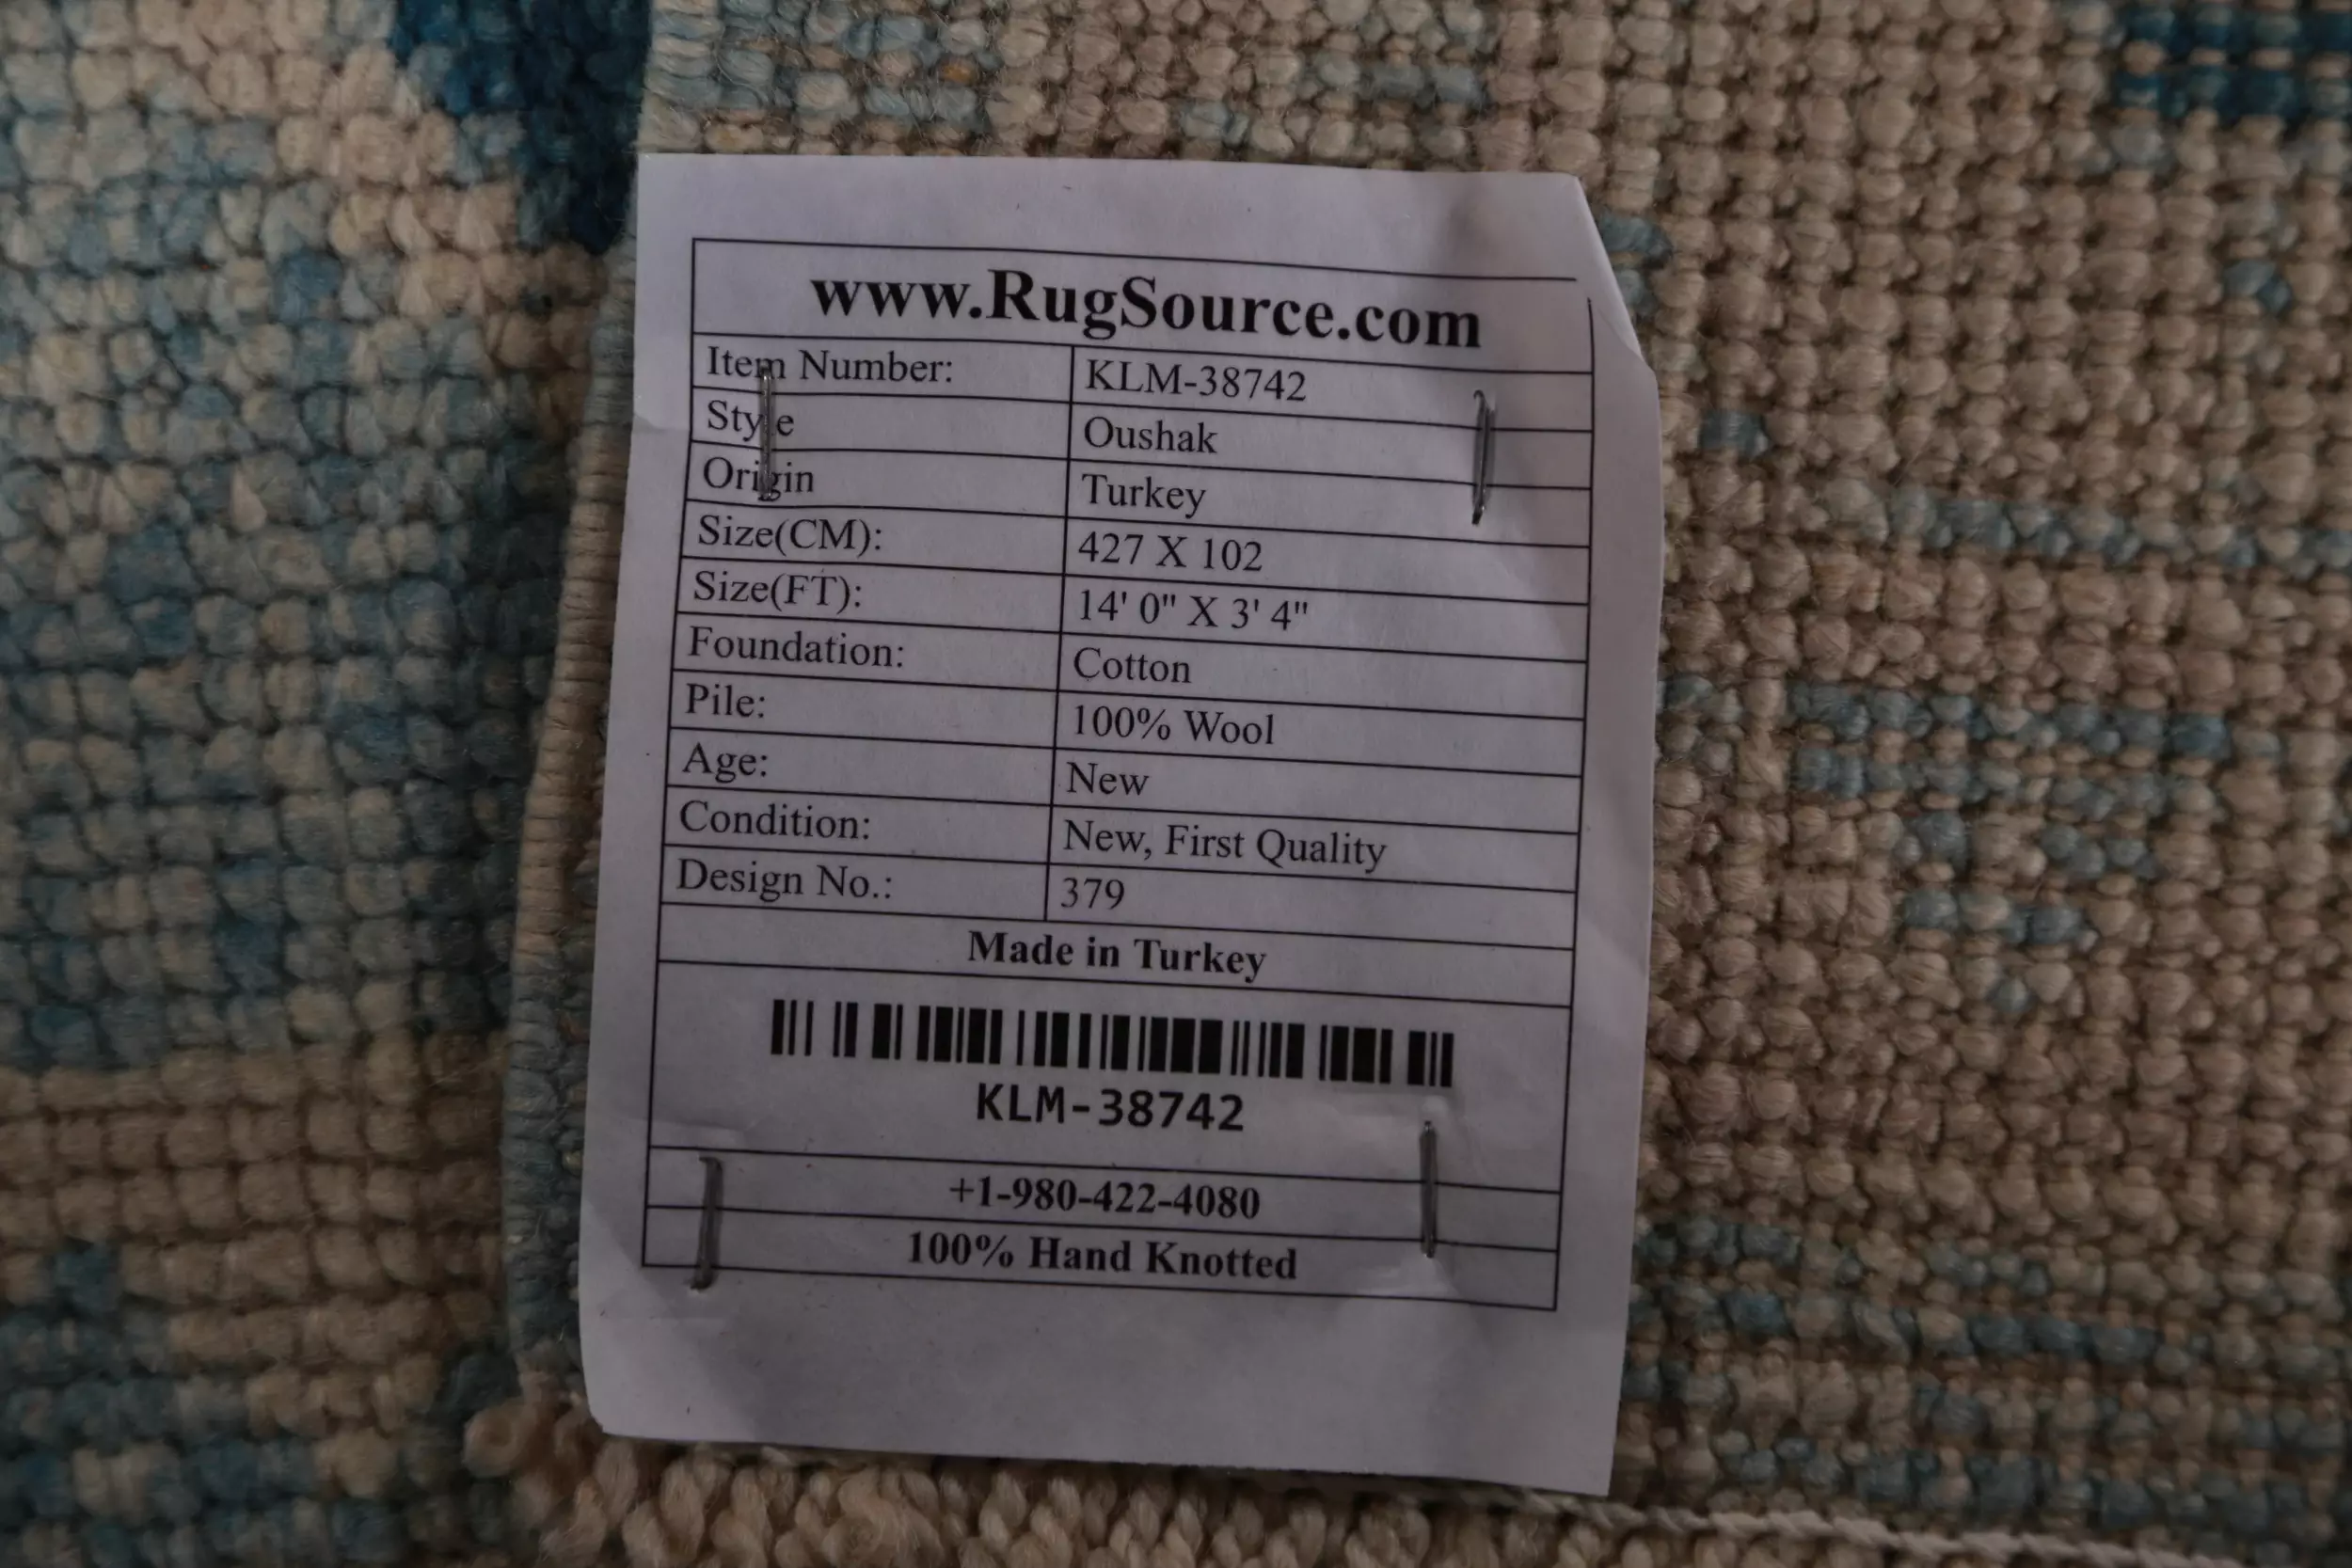 www.RugSource.com
Item Number: KLM-38742
Style Oushak
Origin Turkey
Size(CM): 427 X 102
Size(FT): 14' 0" X 3' 4"
Foundation: Cotton
Pile: 100% Wool
Age: New
Condition: New, First Quality
Design No.: 379
Made in Turkey
KLM-38742
+1-980-422-4080
100% Hand Knotted